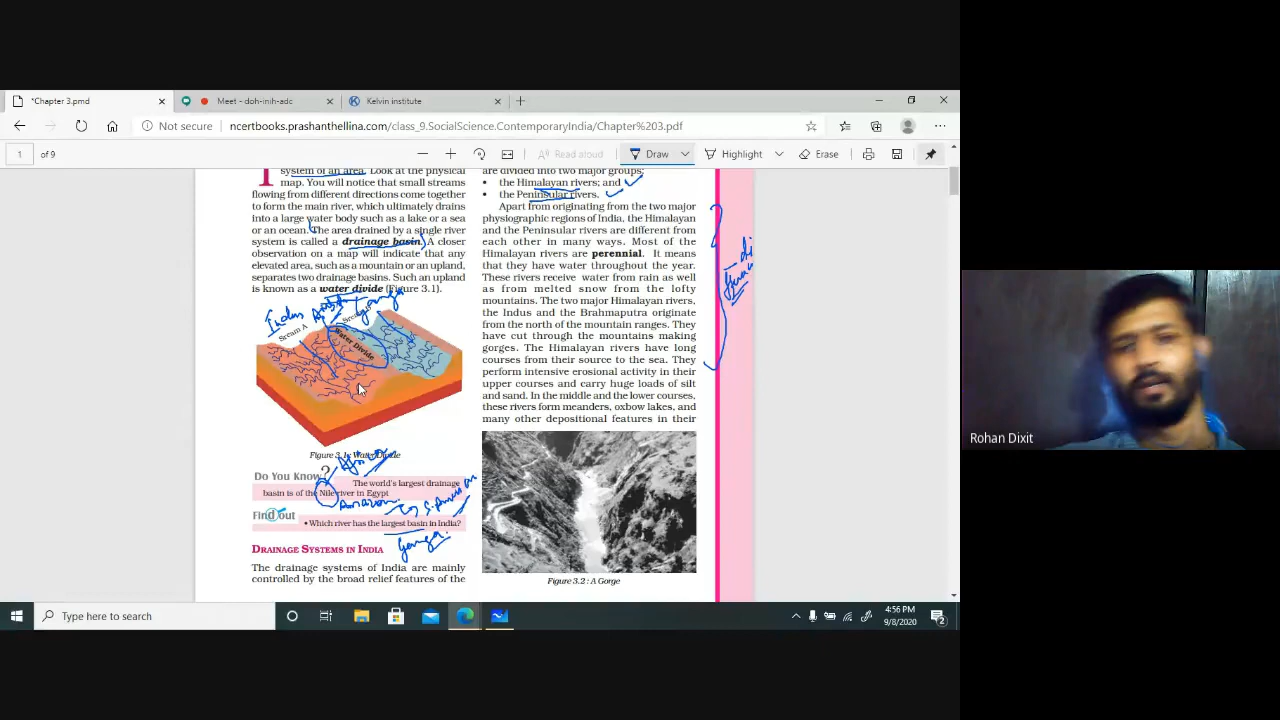 *Chapter 3.pmd
Meet - doh-inih-adc
Kelvin institute
Not secure
ncertbooks.prashanthellina.com/class_9.SocialScience.ContemporaryIndia/Chapter%203.pdf
1 of 9
Read aloud
Draw
Highlight
Erase
system of an area. Look at the physical
map. You will notice that small streams
flowing from different directions come together
to form the main river, which ultimately drains
into a large water body such as a lake or a sea
or an ocean. The area drained by a single river
system is called a drainage basin. A closer
observation on a map will indicate that any
elevated area, such as a mountain or an upland,
separates two drainage basins. Such an upland
is known as a water divide (Figure 3.1).
Indus
Ganga
Stream A
Water Divide
Figure 3.1: Water Divide
Africa
Do You Know?
The world's largest drainage
basin is of the Nile river in Egypt
Amazon
Find out
• Which river has the largest basin in India?
Ganga
DRAINAGE SYSTEMS IN INDIA
The drainage systems of India are mainly
controlled by the broad relief features of the
are divided into two major groups:
• the Himalayan rivers; and
• the Peninsular rivers.
Apart from originating from the two major
physiographic regions of India, the Himalayan
and the Peninsular rivers are different from
each other in many ways. Most of the
Himalayan rivers are perennial. It means
that they have water throughout the year.
These rivers receive water from rain as well
as from melted snow from the lofty
mountains. The two major Himalayan rivers,
the Indus and the Brahmaputra originate
from the north of the mountain ranges. They
have cut through the mountains making
gorges. The Himalayan rivers have long
courses from their source to the sea. They
perform intensive erosional activity in their
upper courses and carry huge loads of silt
and sand. In the middle and the lower courses,
these rivers form meanders, oxbow lakes, and
many other depositional features in their
Figure 3.2 : A Gorge
Rohan Dixit
Type here to search
4:56 PM
9/8/2020
2